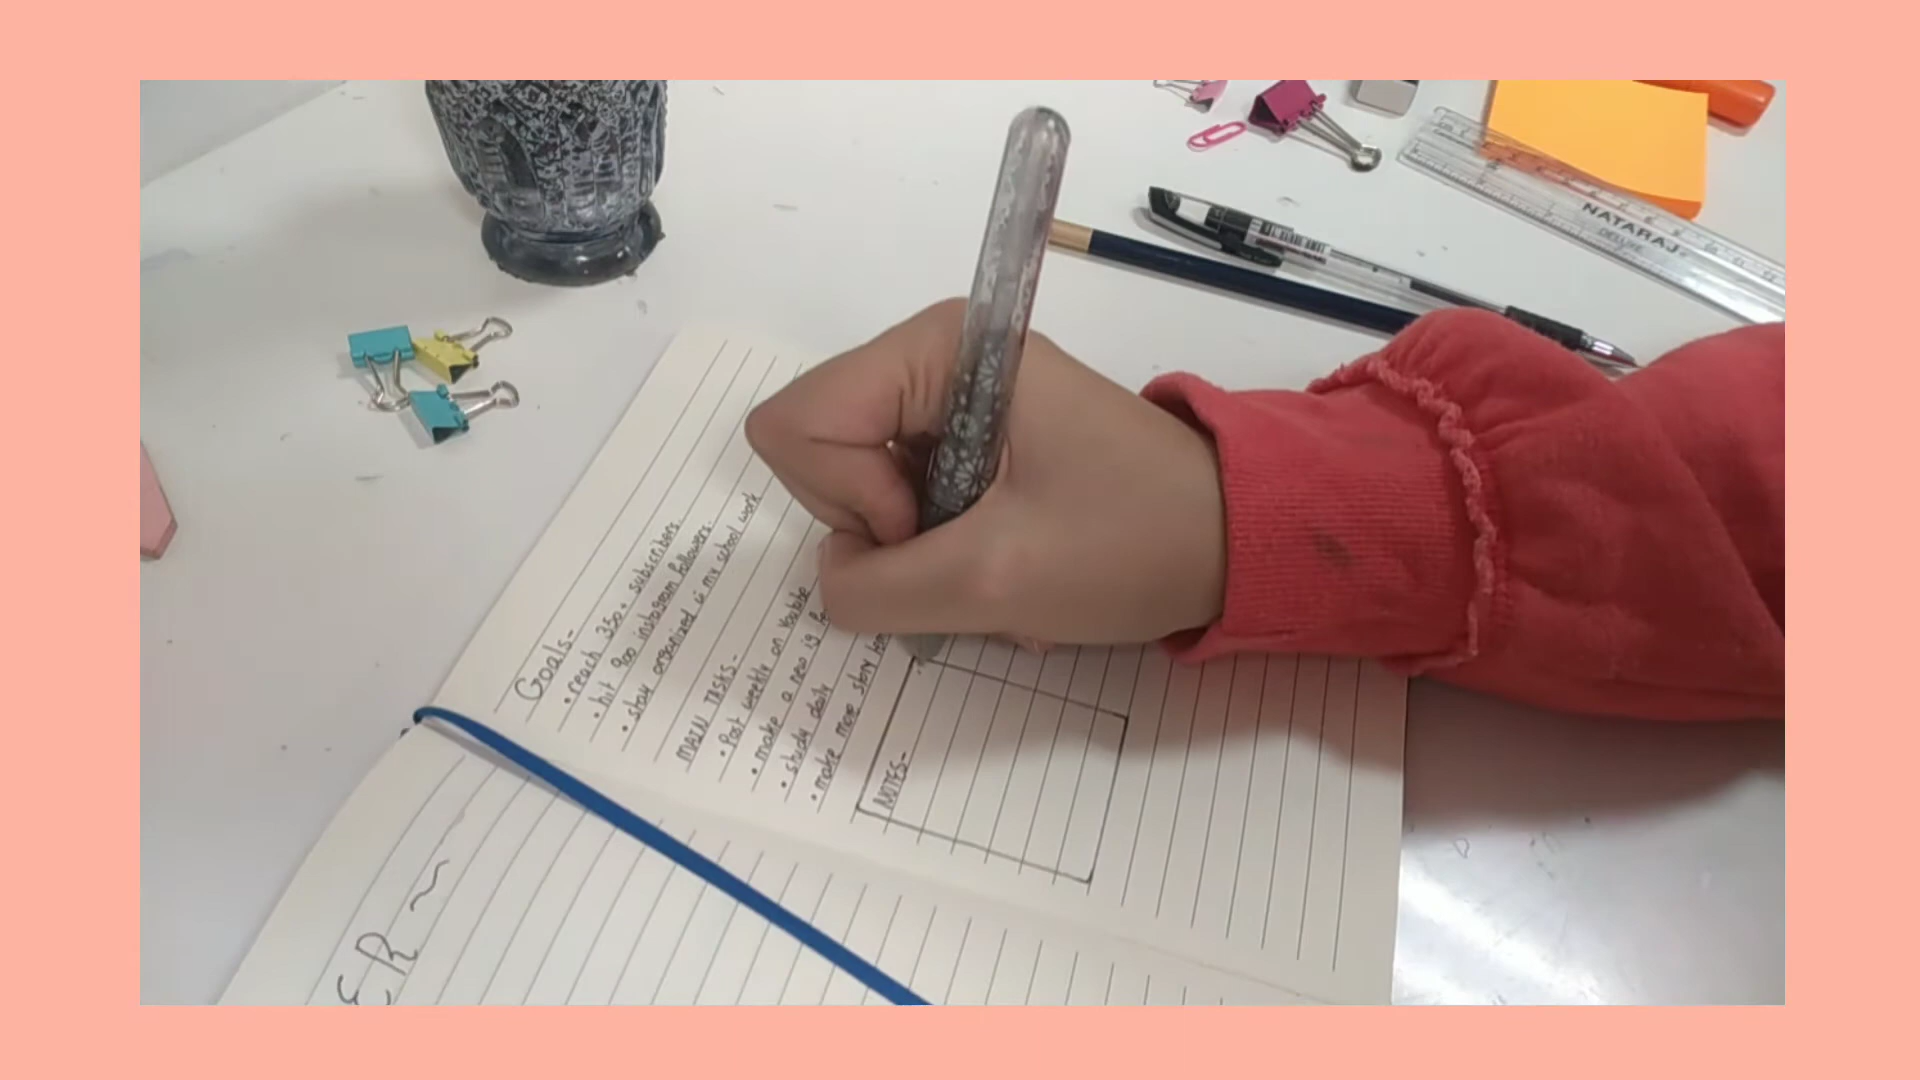 Goals-
• reach 350+ subscribers.
• hit 900 instagram followers.
• stay organized in my school work
MAIN TASKS-
• Post weekly on Youtube
• make a new ig
• study daily
• make more story
NOTES-
ER ~
NATARAJ
DELUXE